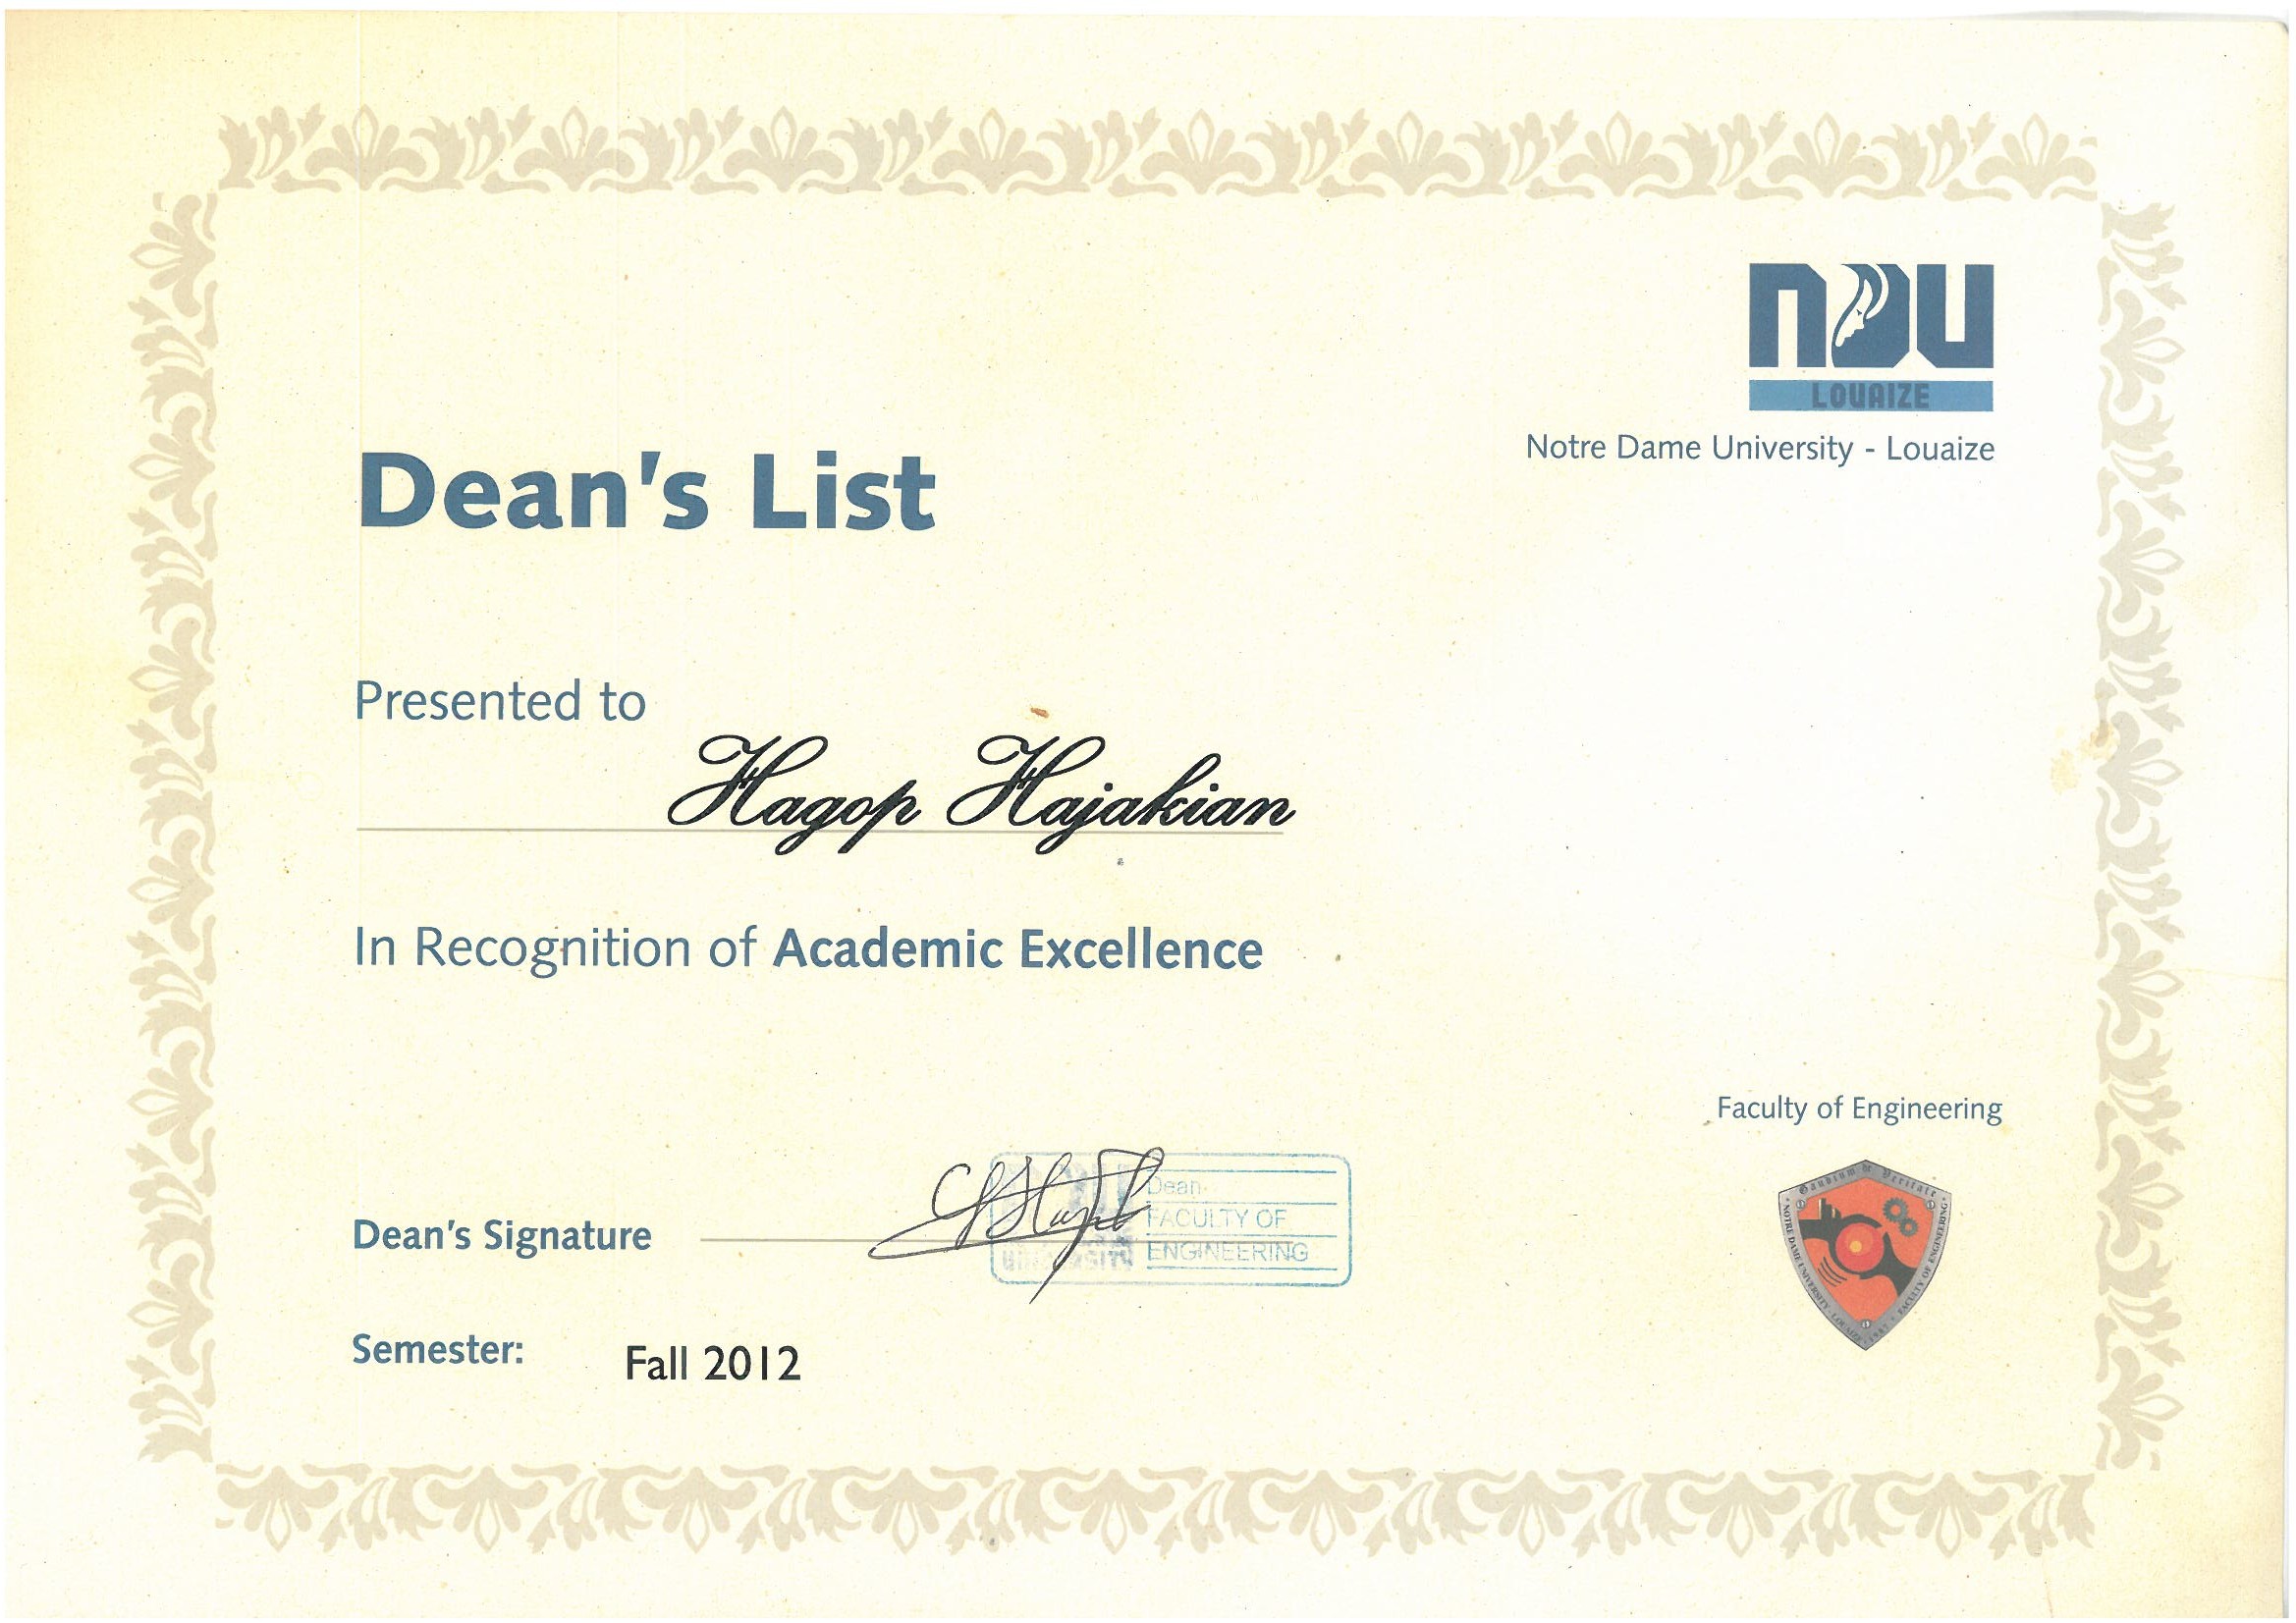 NDU
LOUAIZE
Notre Dame University - Louaize
Dean's List
Presented to
Hagop Hajakian
In Recognition of Academic Excellence
Faculty of Engineering
Gaudium de Veritate
NOTRE DAME UNIVERSITY - LOUAIZE - 1987 - FACULTY OF ENGINEERING
Dean's Signature
Dean
FACULTY OF
ENGINEERING
UNIVERSITY
Semester: Fall 2012